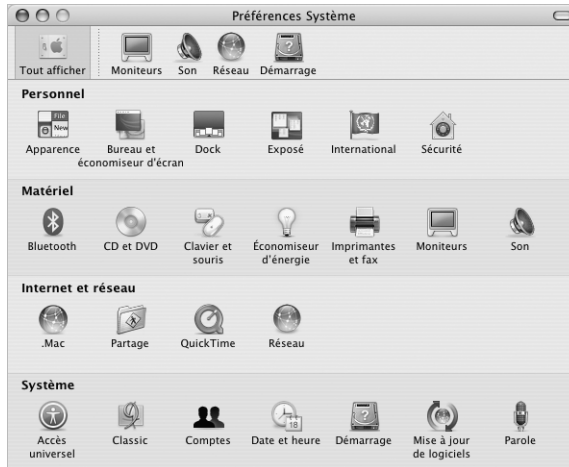 Préférences Système
Tout afficher Moniteurs Son Réseau Démarrage
Personnel
File
New
Apparence Bureau et économiseur d'écran Dock Exposé International Sécurité
Matériel
Bluetooth CD et DVD Clavier et souris Économiseur d'énergie Imprimantes et fax Moniteurs Son
Internet et réseau
.Mac Partage QuickTime Réseau
Système
18
Accès universel Classic Comptes Date et heure Démarrage Mise à jour de logiciels Parole